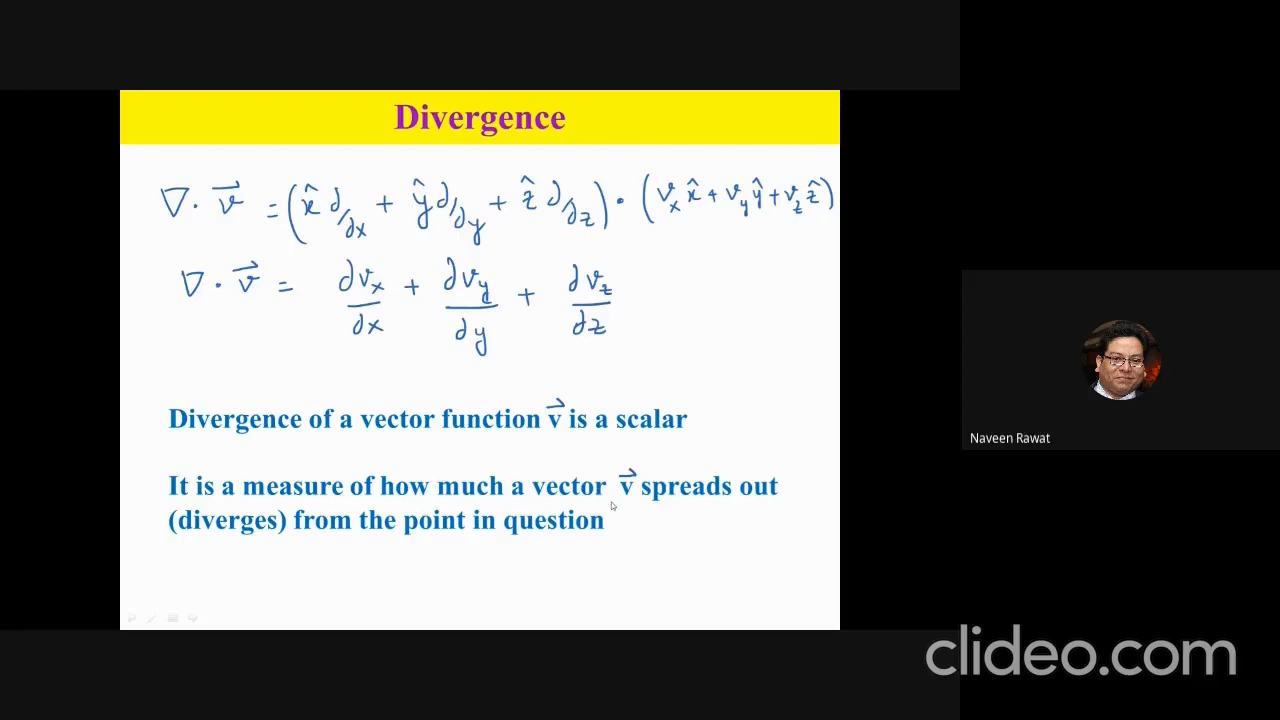 Divergence
∇ · v⃗ = (x̂ ∂/∂x + ŷ ∂/∂y + ẑ ∂/∂z) · (vₓ x̂ + v_y ŷ + v_z ẑ)
∇ · v⃗ = ∂vₓ/∂x + ∂v_y/∂y + ∂v_z/∂z
Divergence of a vector function v⃗ is a scalar
It is a measure of how much a vector v⃗ spreads out
(diverges) from the point in question
Naveen Rawat
clideo.com